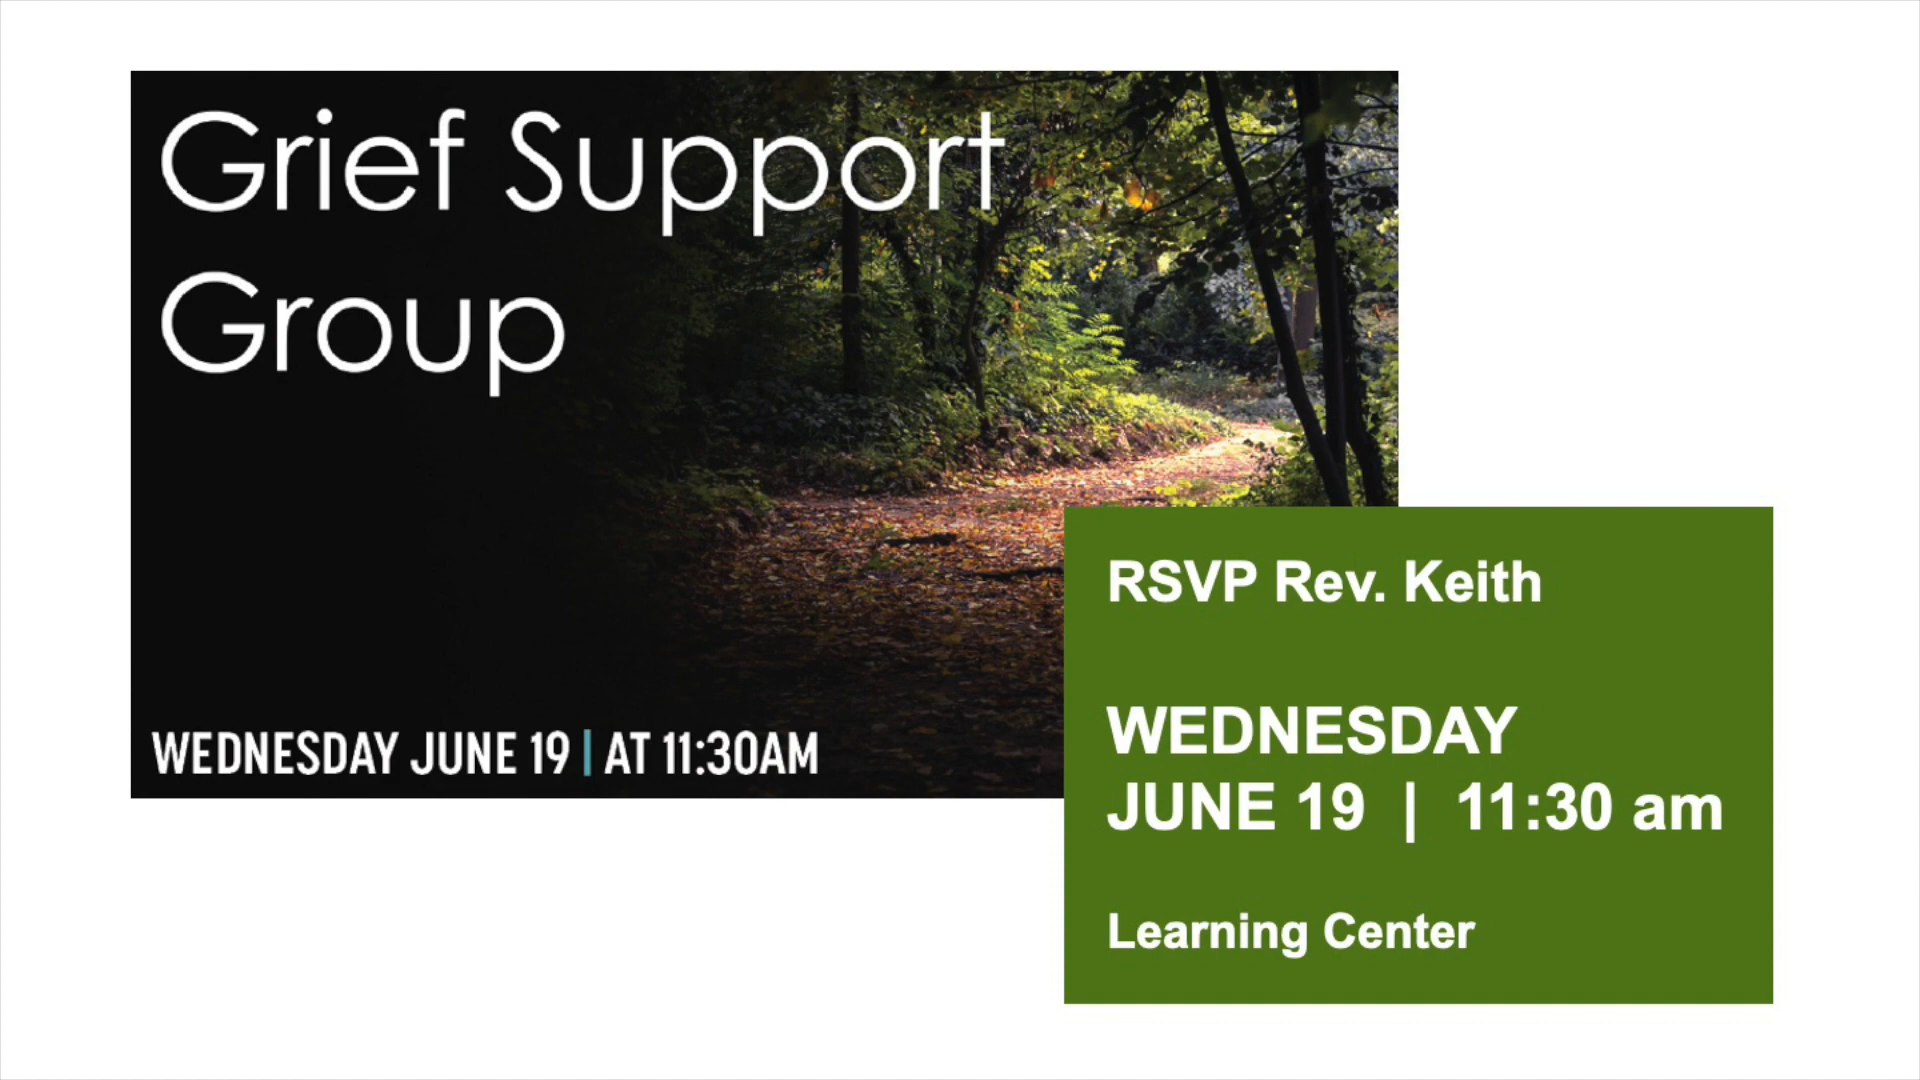 Grief Support
Group
WEDNESDAY JUNE 19 | AT 11:30AM
RSVP Rev. Keith
WEDNESDAY
JUNE 19 | 11:30 am
Learning Center